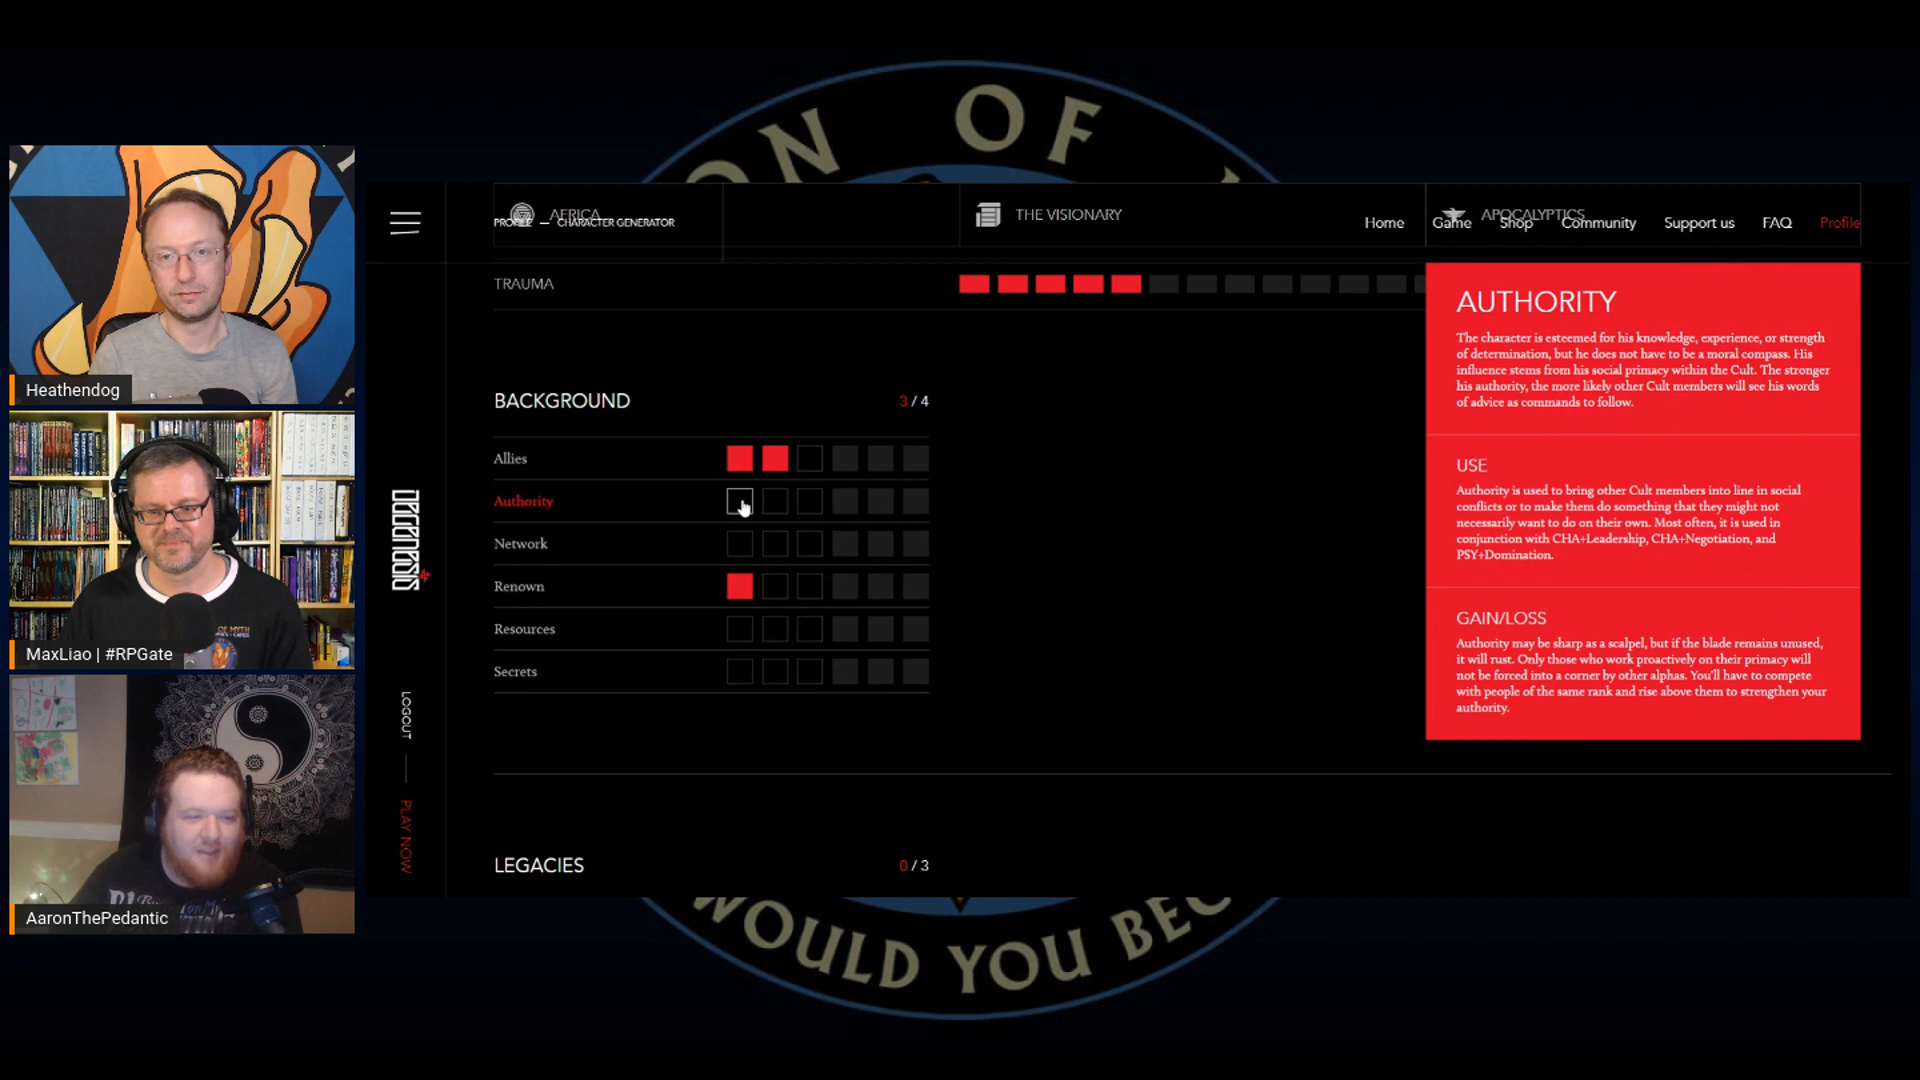 ON OF
AFRICA
PROFILE — CHARACTER GENERATOR
THE VISIONARY
APOCALYPTICS
Home
Game
Shop
Community
Support us
FAQ
Profile
TRAUMA
BACKGROUND
3 / 4
Allies
Authority
Network
Renown
Resources
Secrets
LEGACIES
0 / 3
AUTHORITY
The character is esteemed for his knowledge, experience, or strength
of determination, but he does not have to be a moral compass. His
influence stems from his social primacy within the Cult. The stronger
his authority, the more likely other Cult members will see his words
of advice as commands to follow.
USE
Authority is used to bring other Cult members into line in social
conflicts or to make them do something that they might not
necessarily want to do on their own. Most often, it is used in
conjunction with CHA+Leadership, CHA+Negotiation, and
PSY+Domination.
GAIN/LOSS
Authority may be sharp as a scalpel, but if the blade remains unused,
it will rust. Only those who work proactively on their primacy will
not be forced into a corner by other alphas. You'll have to compete
with people of the same rank and rise above them to strengthen your
authority.
DEGENESIS
LOGOUT
PLAY NOW
Heathendog
OF MYTH
MaxLiao | #RPGate
AaronThePedantic
WOULD YOU BEC